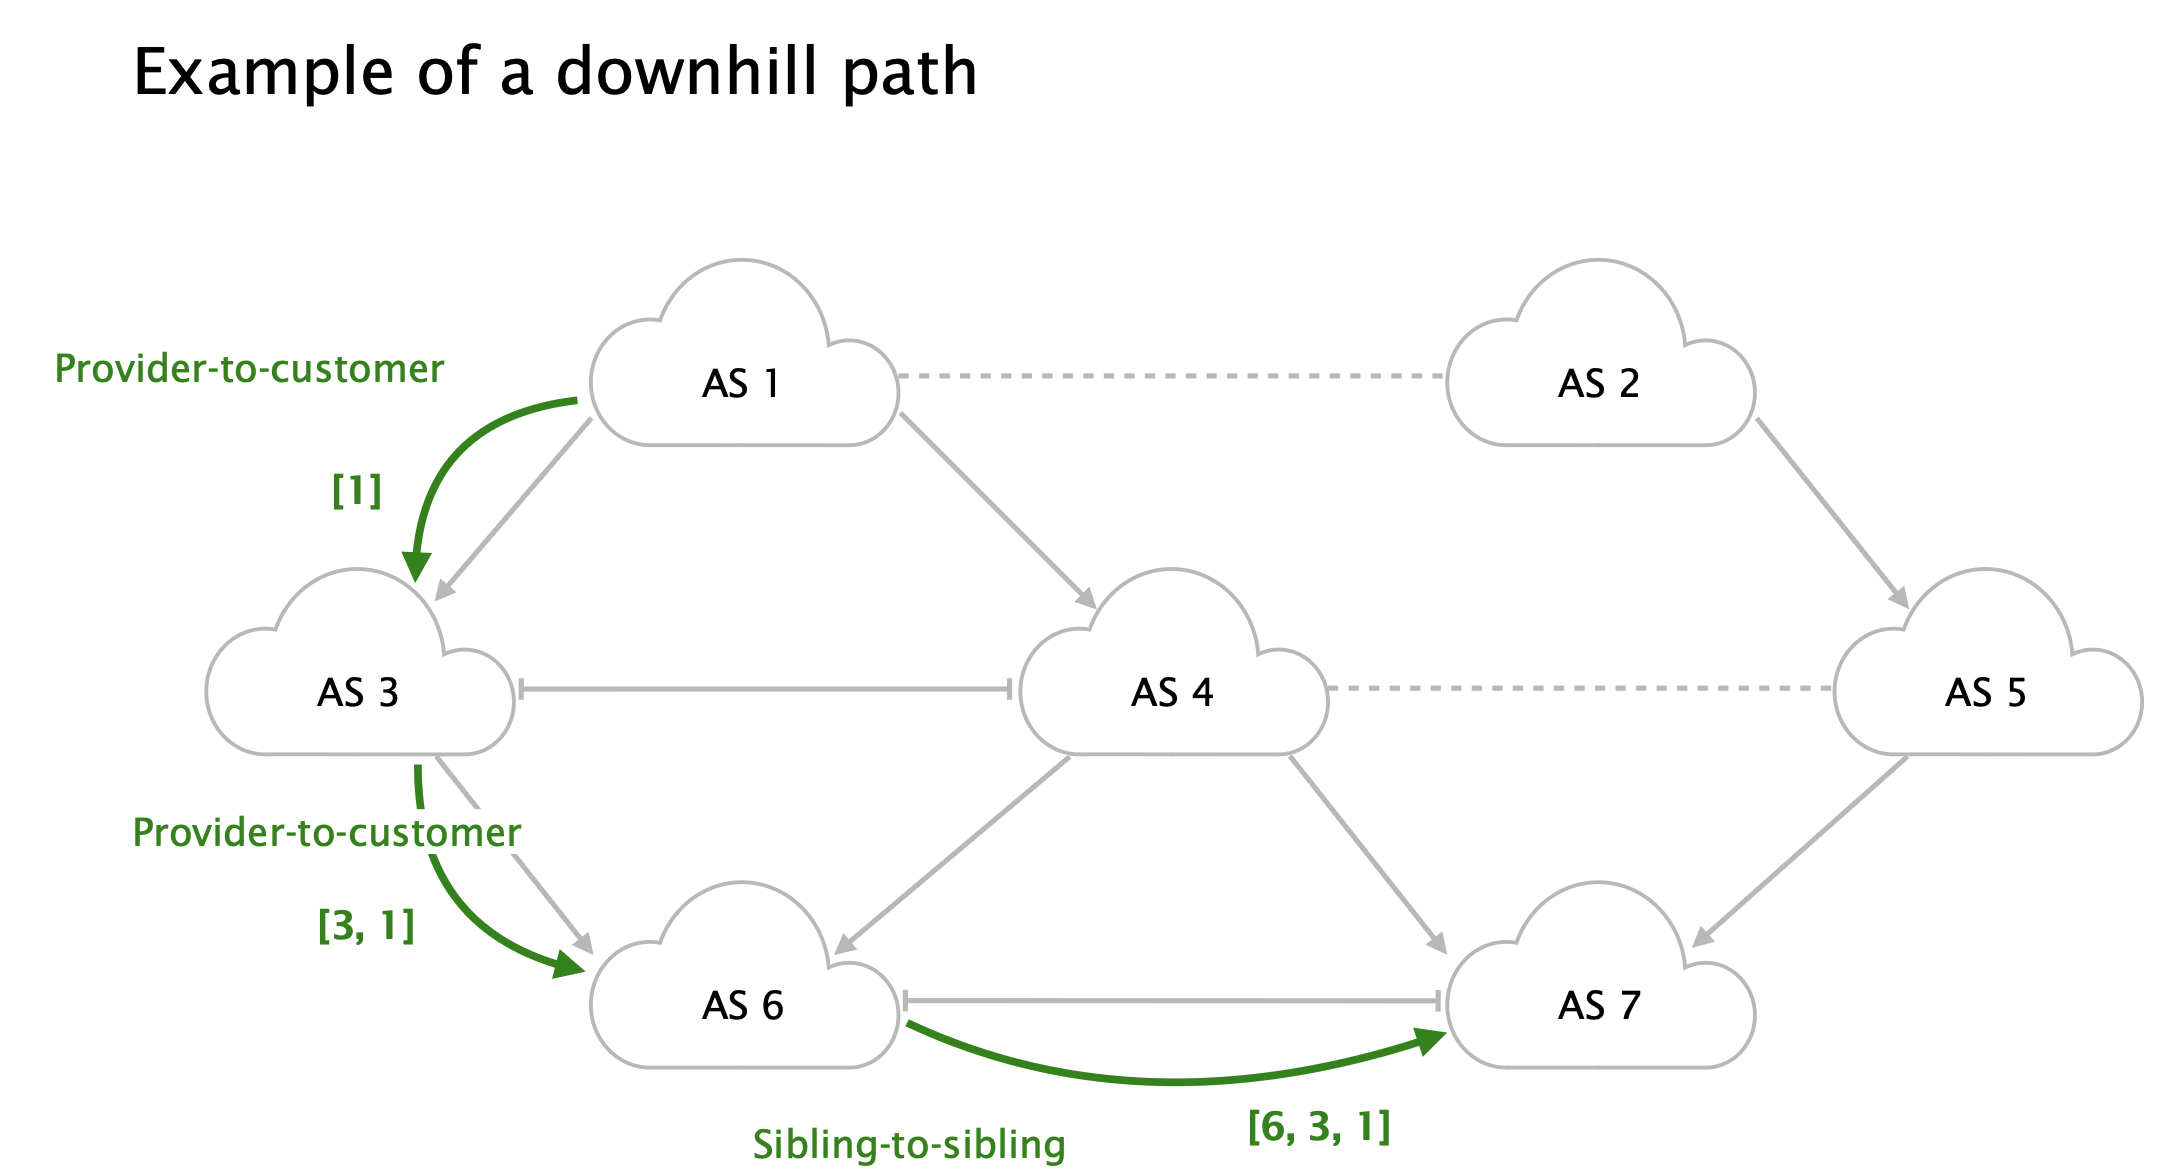 Example of a downhill path
Provider-to-customer
AS 1
AS 2
[1]
AS 3
AS 4
AS 5
Provider-to-customer
[3, 1]
AS 6
AS 7
[6, 3, 1]
Sibling-to-sibling